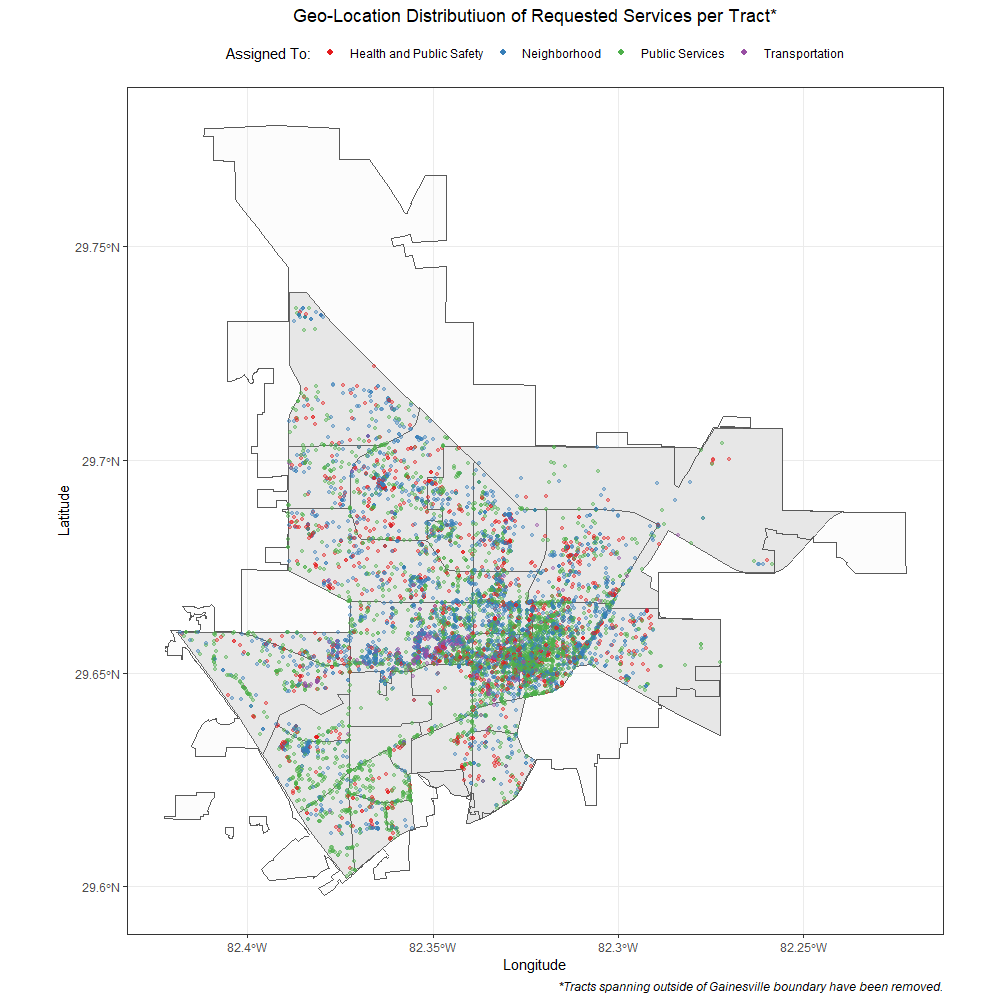 Geo-Location Distributiuon of Requested Services per Tract*
Assigned To: Health and Public Safety Neighborhood Public Services Transportation
29.75°N
29.7°N
29.65°N
29.6°N
Latitude
82.4°W 82.35°W 82.3°W 82.25°W
Longitude
*Tracts spanning outside of Gainesville boundary have been removed.